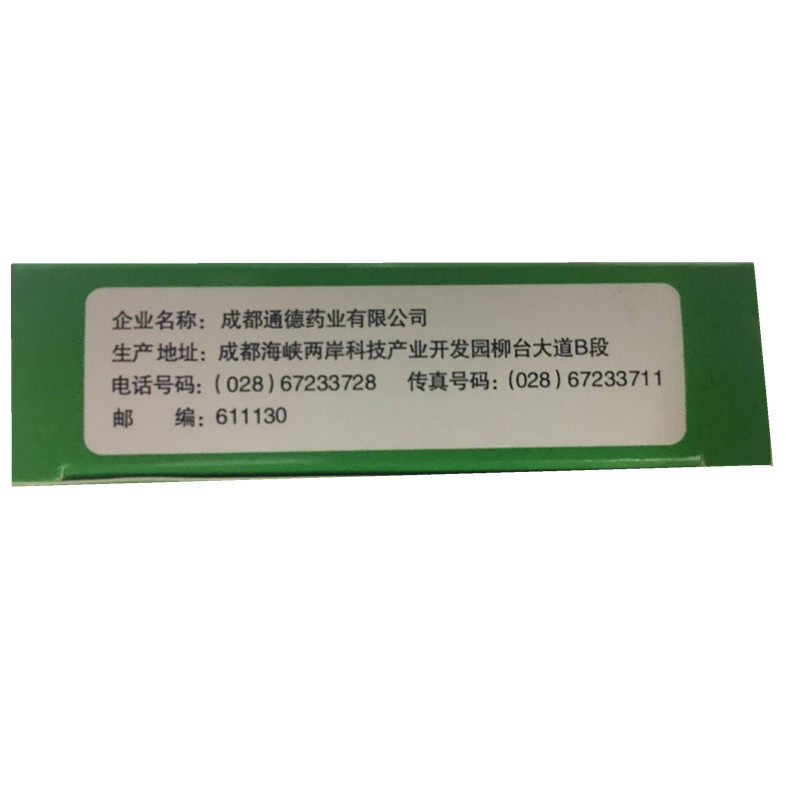 企业名称：成都通德药业有限公司
生产地址：成都海峡两岸科技产业开发园柳台大道B段
电话号码：(028)67233728 传真号码：(028)67233711
邮 编：611130